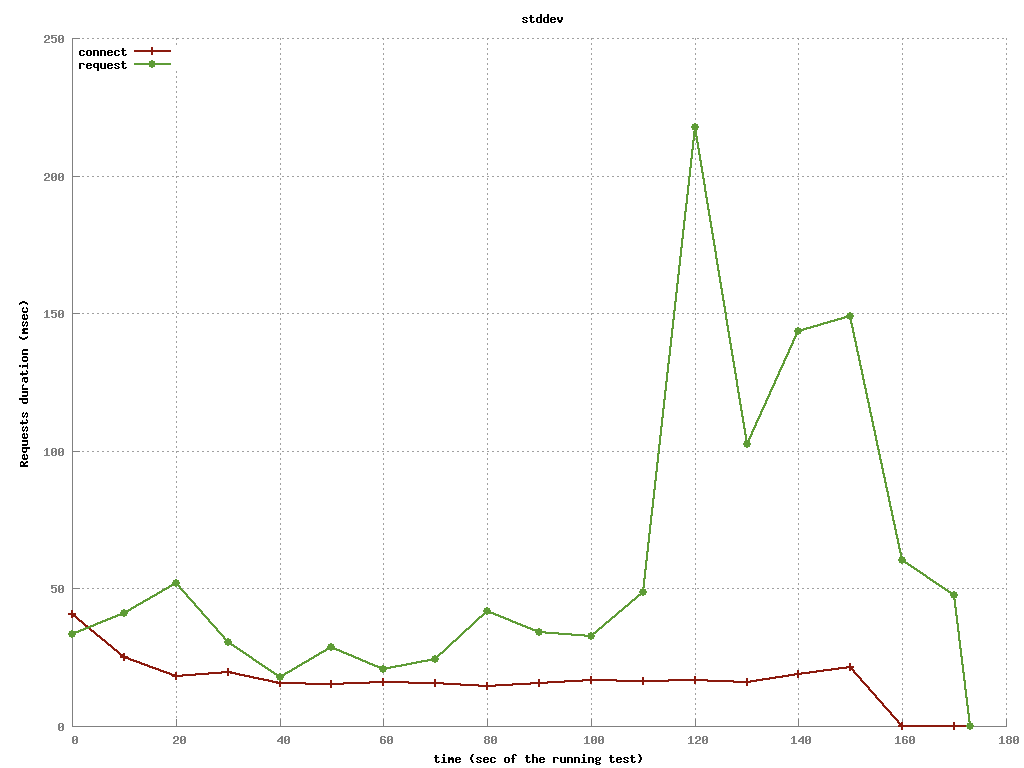 stddev
connect
request
250
200
150
100
50
0
Requests duration (msec)
0 20 40 60 80 100 120 140 160 180
time (sec of the running test)